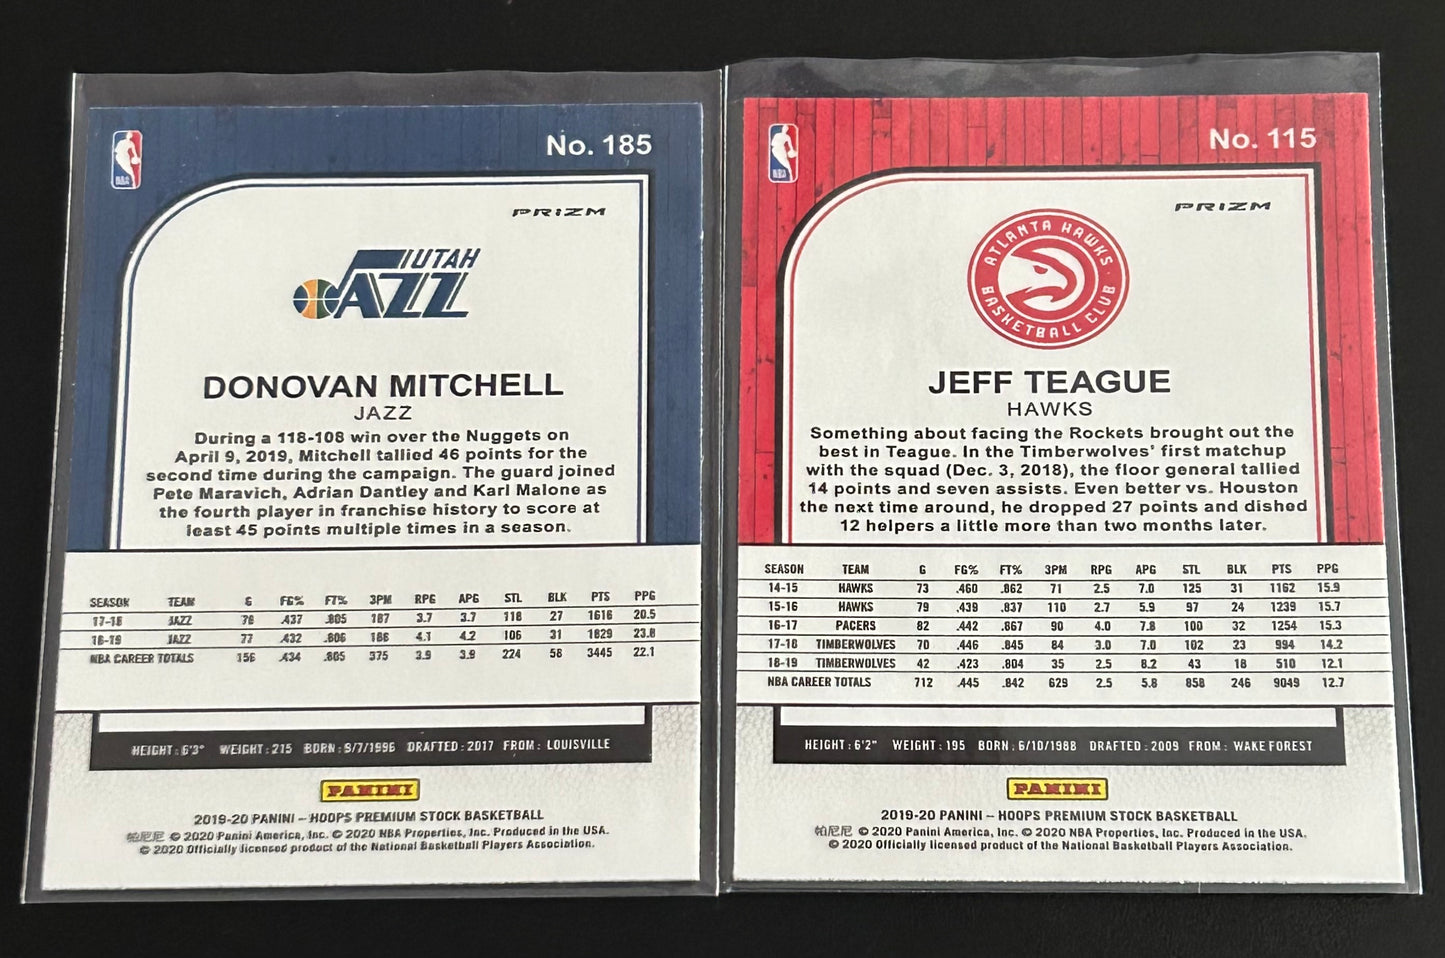 NBA
No. 185
PRIZM
UTAH
JAZZ
DONOVAN MITCHELL
JAZZ
During a 118-108 win over the Nuggets on
April 9, 2019, Mitchell tallied 46 points for the
second time during the campaign. The guard joined
Pete Maravich, Adrian Dantley and Karl Malone as
the fourth player in franchise history to score at
least 45 points multiple times in a season.
SEASON TEAM G FG% FT% 3PM RPG APG STL BLK PTS PPG
17-18 JAZZ 79 .437 .805 187 3.7 3.7 118 27 1616 20.5
18-19 JAZZ 77 .432 .806 188 4.1 4.2 106 31 1829 23.8
NBA CAREER TOTALS 156 .434 .805 375 3.9 3.9 224 58 3445 22.1
HEIGHT: 6'3" WEIGHT: 215 BORN: 9/7/1996 DRAFTED: 2017 FROM: LOUISVILLE
PANINI
2019-20 PANINI – HOOPS PREMIUM STOCK BASKETBALL
帕尼尼 © 2020 Panini America, Inc. © 2020 NBA Properties, Inc. Produced in the USA.
© 2020 Officially licensed product of the National Basketball Players Association.
NBA
No. 115
PRIZM
ATLANTA HAWKS
BASKETBALL CLUB
JEFF TEAGUE
HAWKS
Something about facing the Rockets brought out the
best in Teague. In the Timberwolves' first matchup
with the squad (Dec. 3, 2018), the floor general tallied
14 points and seven assists. Even better vs. Houston
the next time around, he dropped 27 points and dished
12 helpers a little more than two months later.
SEASON TEAM G FG% FT% 3PM RPG APG STL BLK PTS PPG
14-15 HAWKS 73 .460 .862 71 2.5 7.0 125 31 1162 15.9
15-16 HAWKS 79 .439 .837 110 2.7 5.9 97 24 1239 15.7
16-17 PACERS 82 .442 .867 90 4.0 7.8 100 32 1254 15.3
17-18 TIMBERWOLVES 70 .446 .845 84 3.0 7.0 102 23 994 14.2
18-19 TIMBERWOLVES 42 .423 .804 35 2.5 8.2 43 18 510 12.1
NBA CAREER TOTALS 712 .445 .842 629 2.5 5.8 858 246 9049 12.7
HEIGHT: 6'2" WEIGHT: 195 BORN: 6/10/1988 DRAFTED: 2009 FROM: WAKE FOREST
PANINI
2019-20 PANINI – HOOPS PREMIUM STOCK BASKETBALL
帕尼尼 © 2020 Panini America, Inc. © 2020 NBA Properties, Inc. Produced in the USA.
© 2020 Officially licensed product of the National Basketball Players Association.